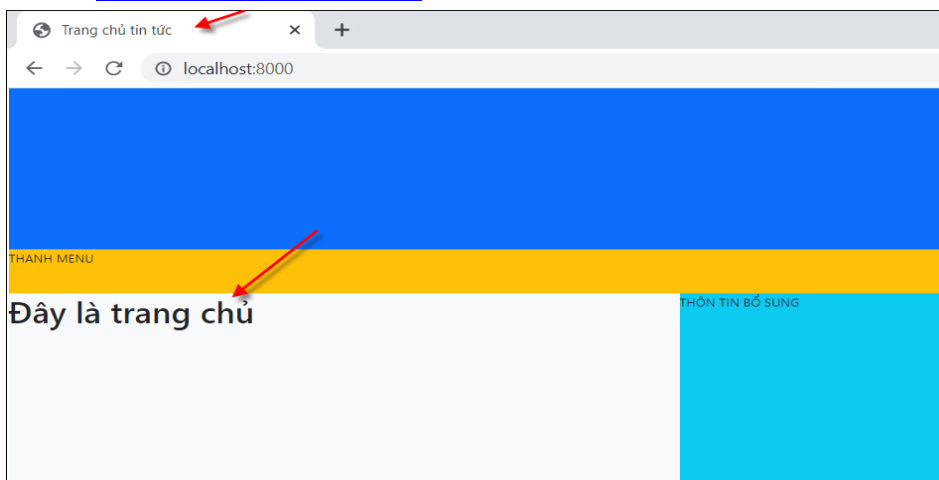 Trang chủ tin tức
localhost:8000
THANH MENU
Đây là trang chủ
THÔN TIN BỔ SUNG